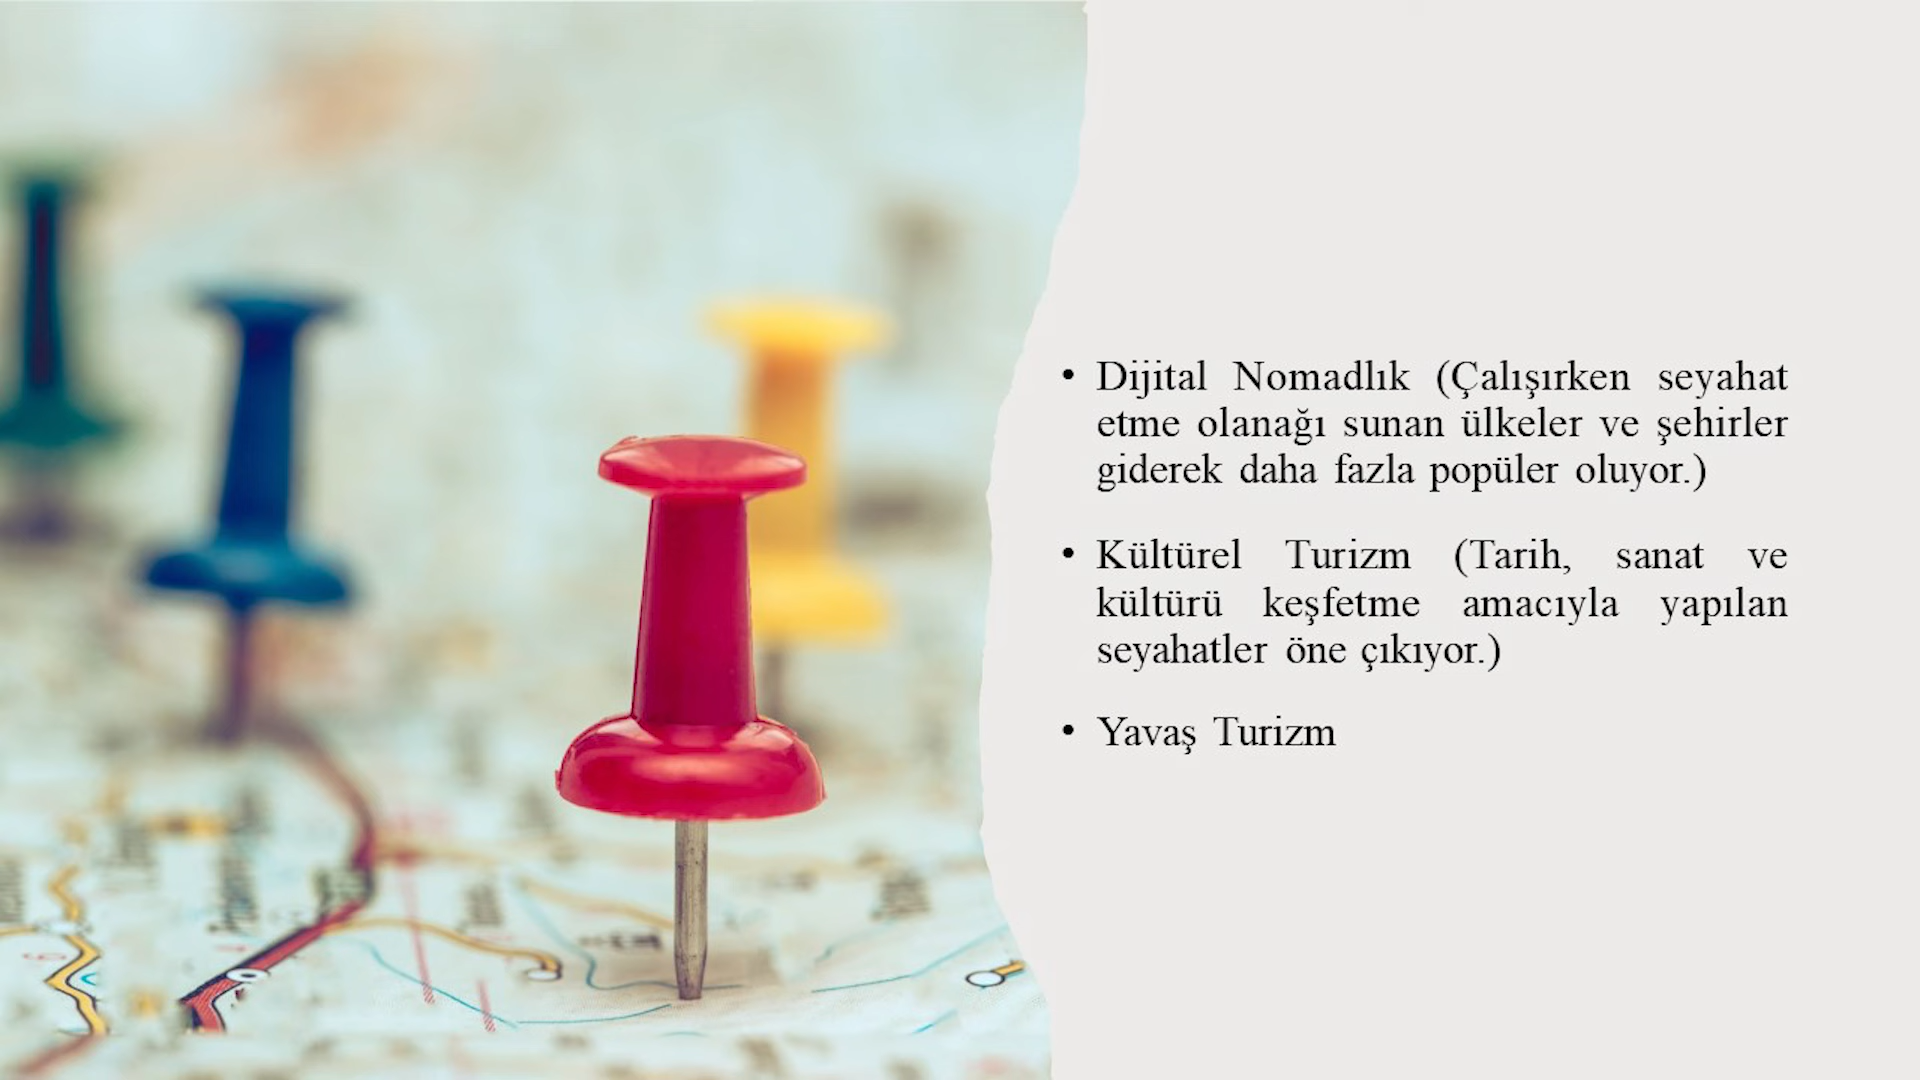 • Dijital Nomadlık (Çalışırken seyahat
etme olanağı sunan ülkeler ve şehirler
giderek daha fazla popüler oluyor.)
• Kültürel Turizm (Tarih, sanat ve
kültürü keşfetme amacıyla yapılan
seyahatler öne çıkıyor.)
• Yavaş Turizm